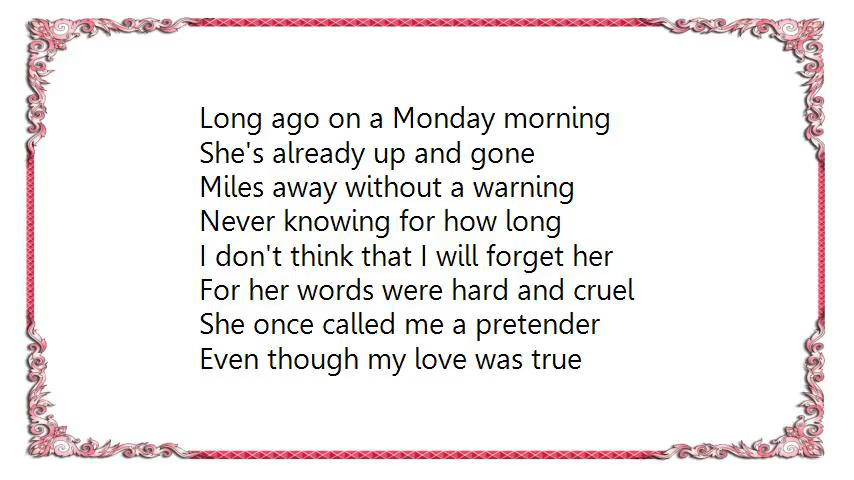 Long ago on a Monday morning
She's already up and gone
Miles away without a warning
Never knowing for how long
I don't think that I will forget her
For her words were hard and cruel
She once called me a pretender
Even though my love was true